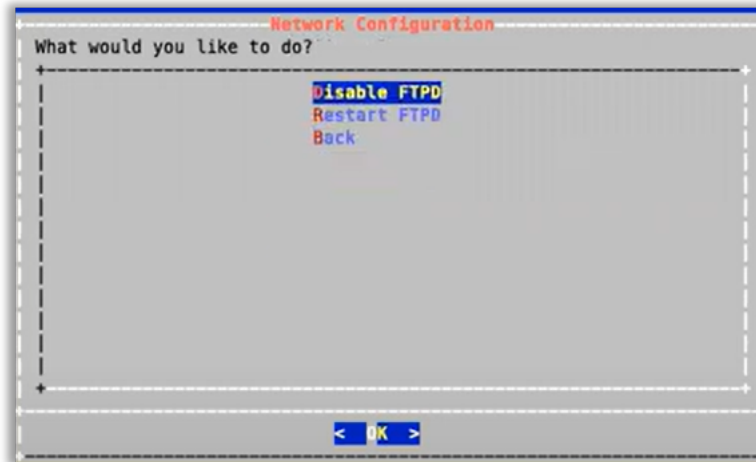 Network Configuration
What would you like to do?
Disable FTPD
Restart FTPD
Back
< OK >